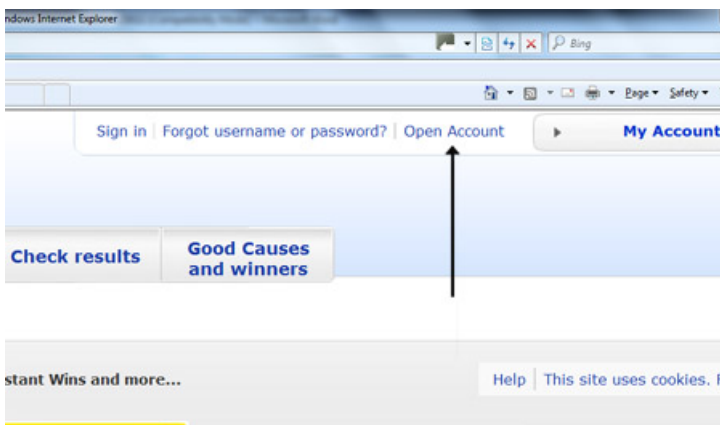 ndows Internet Explorer
Bing
Page Safety
Sign in | Forgot username or password? | Open Account
My Account
Check results
Good Causes
and winners
stant Wins and more...
Help | This site uses cookies. F